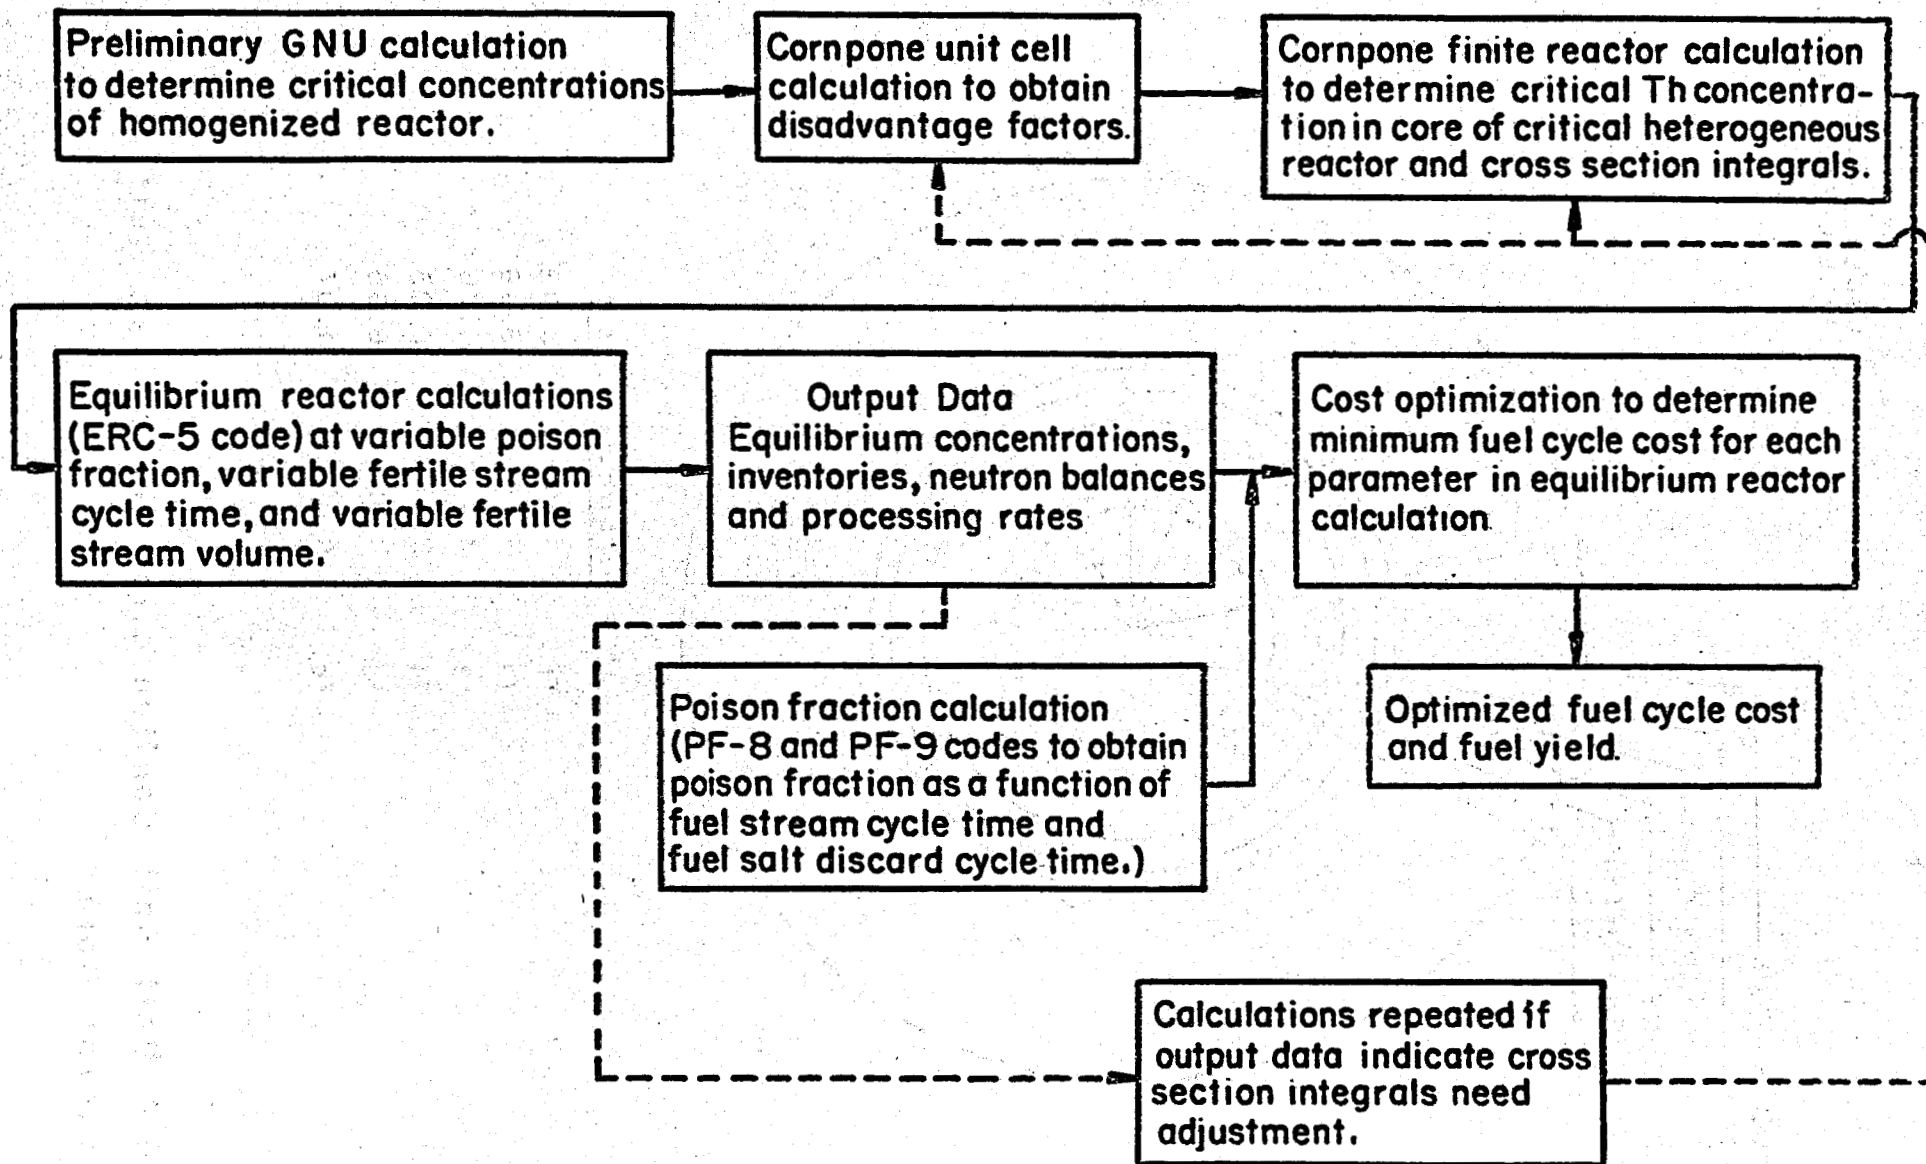 Preliminary GNU calculation
to determine critical concentrations
of homogenized reactor.
Cornpone unit cell
calculation to obtain
disadvantage factors.
Cornpone finite reactor calculation
to determine critical Th concentra-
tion in core of critical heterogeneous
reactor and cross section integrals.
Equilibrium reactor calculations
(ERC-5 code) at variable poison
fraction, variable fertile stream
cycle time, and variable fertile
stream volume.
Output Data
Equilibrium concentrations,
inventories, neutron balances
and processing rates
Cost optimization to determine
minimum fuel cycle cost for each
parameter in equilibrium reactor
calculation.
Poison fraction calculation
(PF-8 and PF-9 codes to obtain
poison fraction as a function of
fuel stream cycle time and
fuel salt discard cycle time.)
Optimized fuel cycle cost
and fuel yield.
Calculations repeated if
output data indicate cross
section integrals need
adjustment.